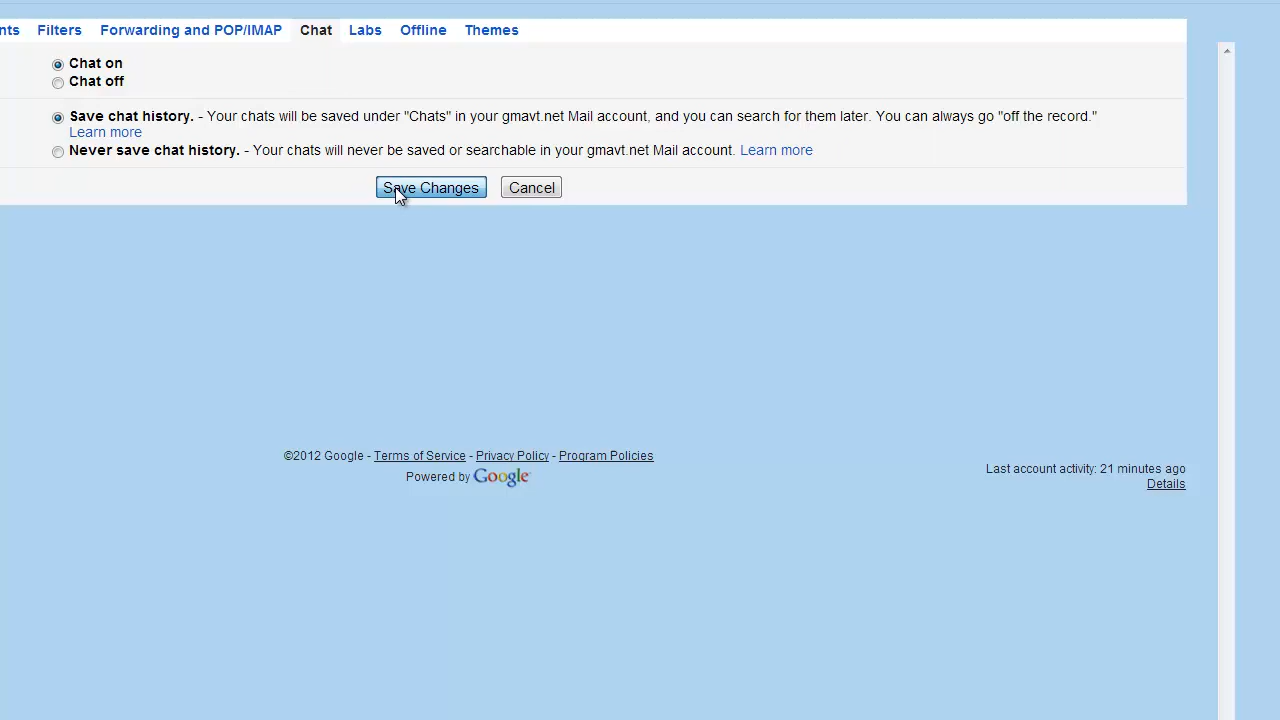 nts Filters Forwarding and POP/IMAP Chat Labs Offline Themes
Chat on
Chat off
Save chat history. - Your chats will be saved under "Chats" in your gmavt.net Mail account, and you can search for them later. You can always go "off the record."
Learn more
Never save chat history. - Your chats will never be saved or searchable in your gmavt.net Mail account. Learn more
Save Changes Cancel
©2012 Google - Terms of Service - Privacy Policy - Program Policies
Powered by Google
Last account activity: 21 minutes ago
Details